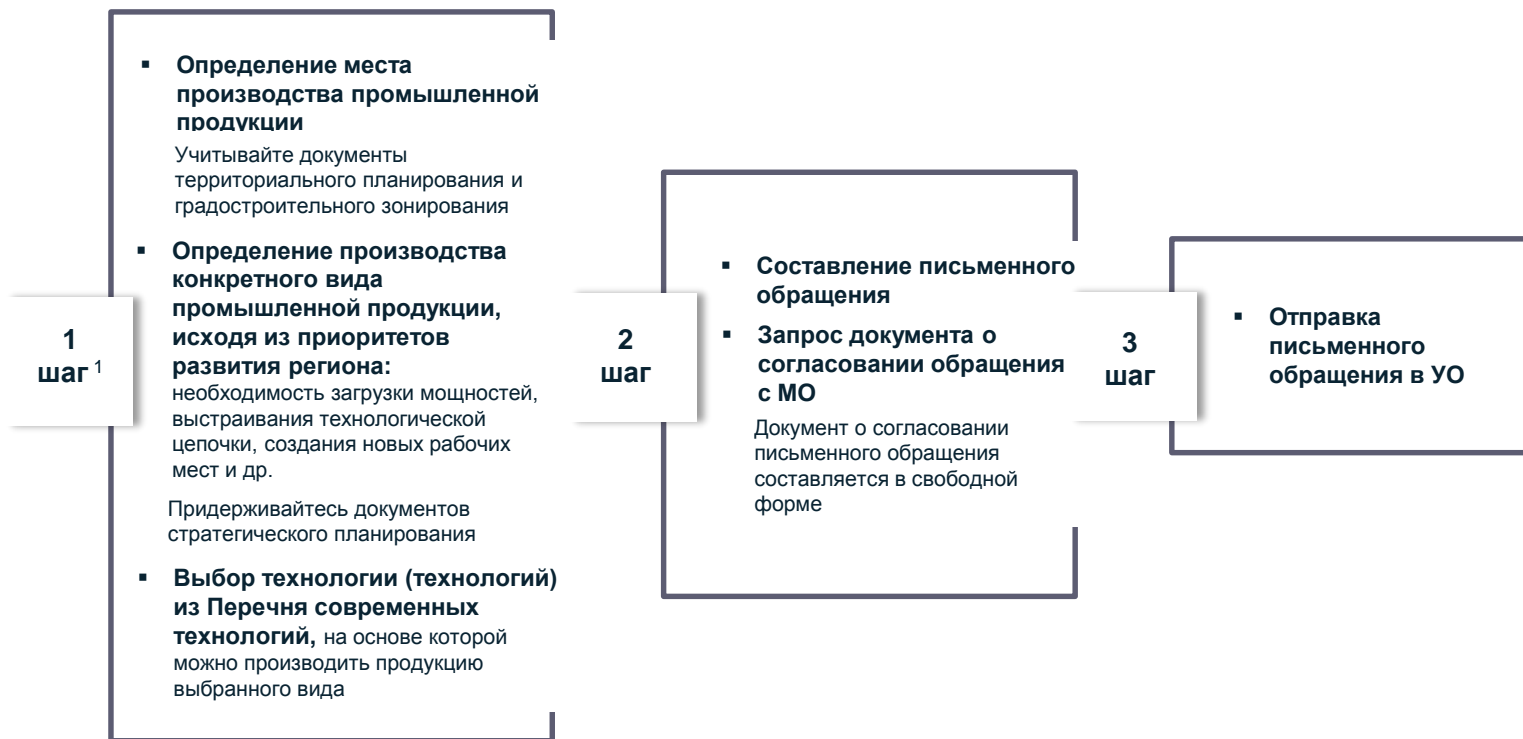 1
шаг 1
▪ Определение места
производства промышленной
продукции
Учитывайте документы
территориального планирования и
градостроительного зонирования
▪ Определение производства
конкретного вида
промышленной продукции,
исходя из приоритетов
развития региона:
необходимость загрузки мощностей,
выстраивания технологической
цепочки, создания новых рабочих
мест и др.
Придерживайтесь документов
стратегического планирования
▪ Выбор технологии (технологий)
из Перечня современных
технологий, на основе которой
можно производить продукцию
выбранного вида
2
шаг
▪ Составление письменного
обращения
▪ Запрос документа о
согласовании обращения
с МО
Документ о согласовании
письменного обращения
составляется в свободной
форме
3
шаг
▪ Отправка
письменного
обращения в УО